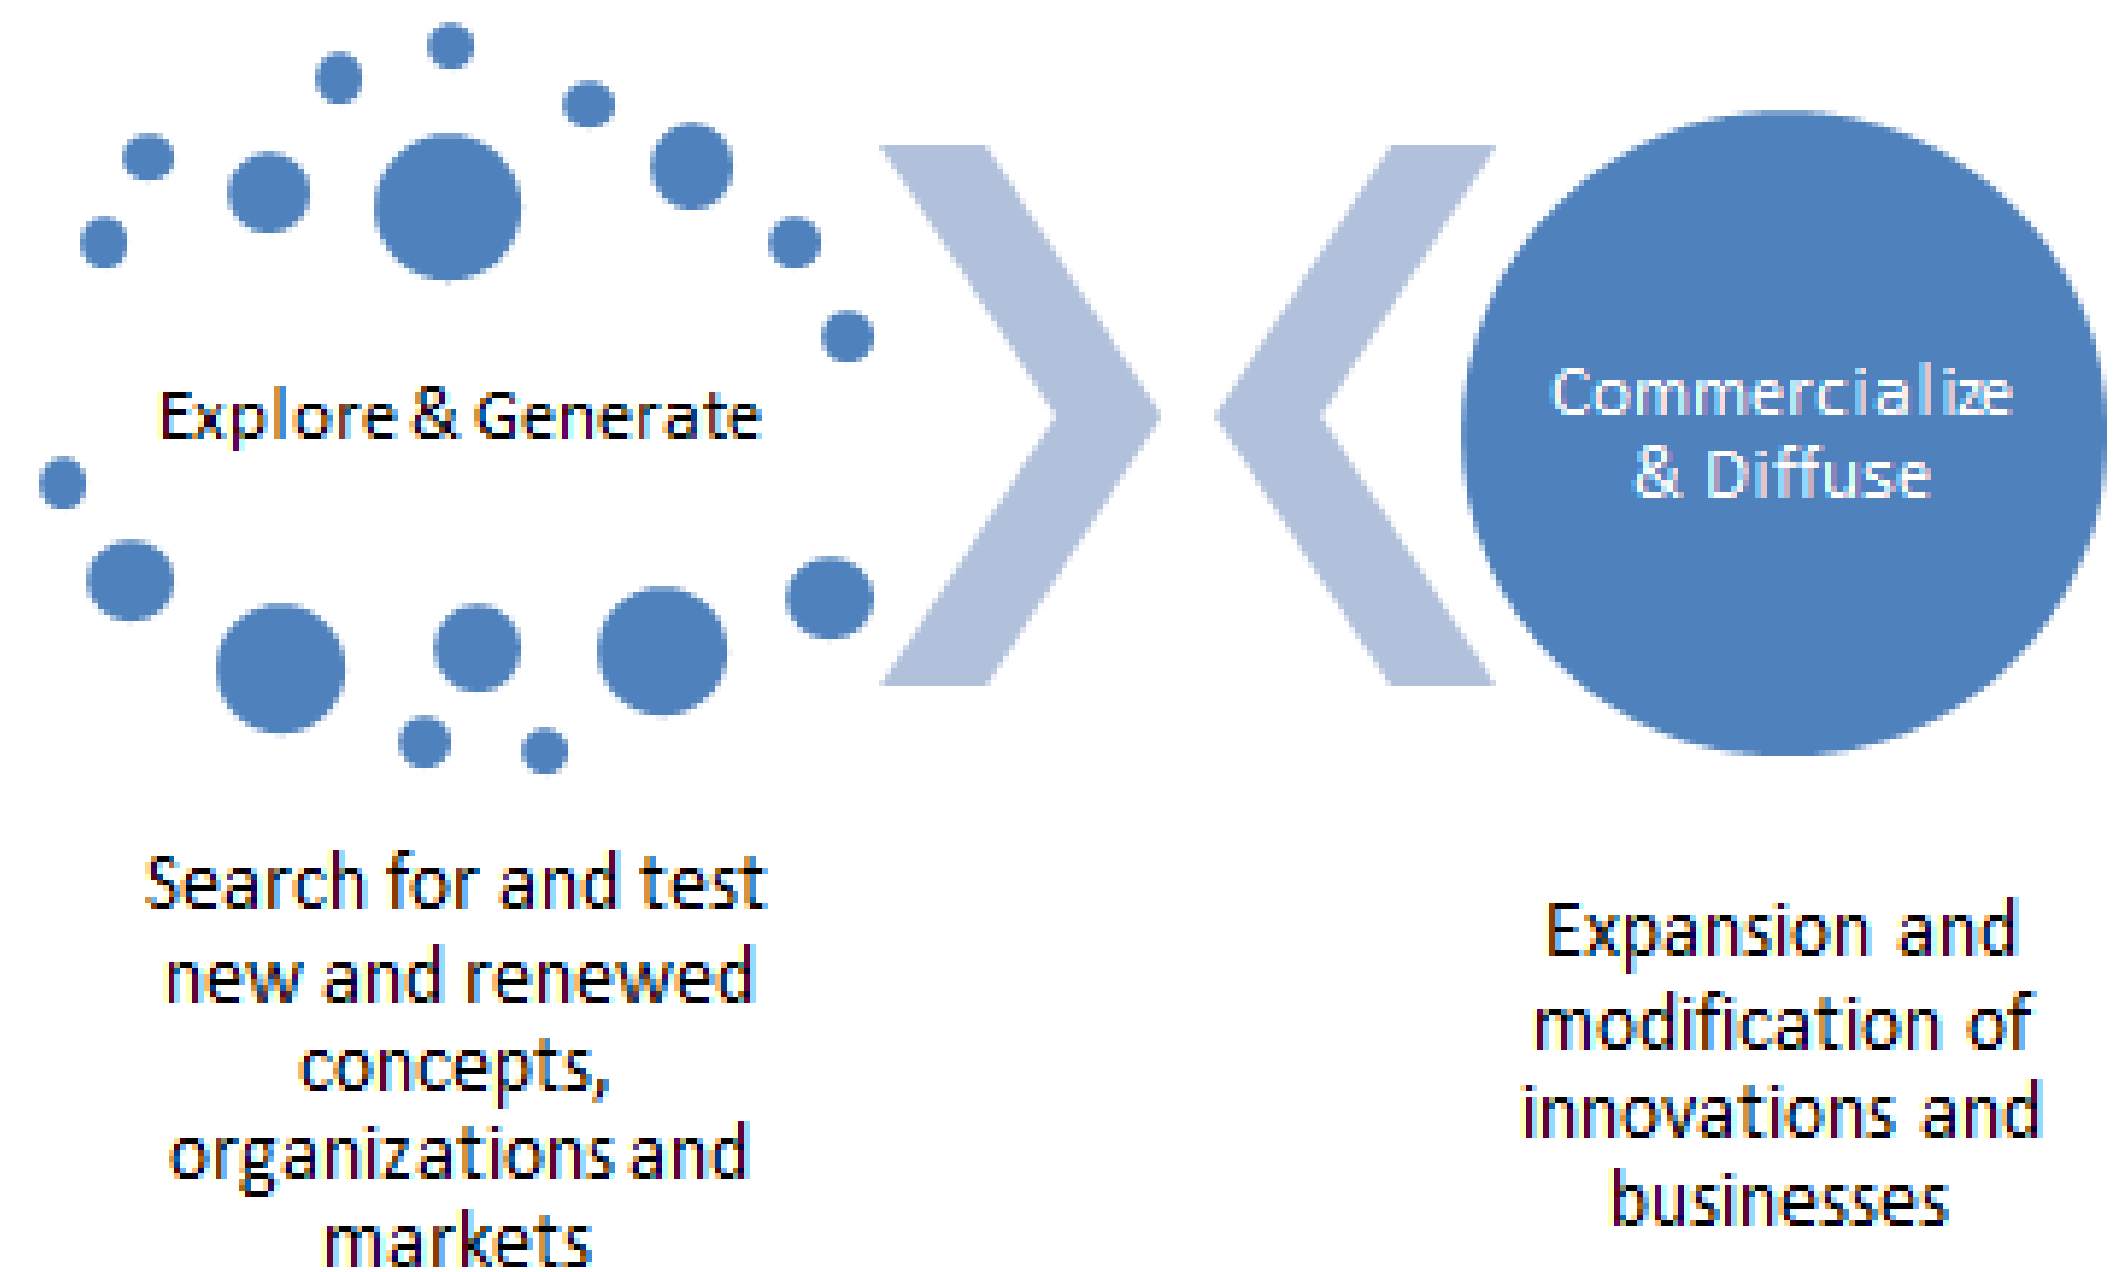 Explore & Generate
Commercialize
& Diffuse
Search for and test
new and renewed
concepts,
organizations and
markets
Expansion and
modification of
innovations and
businesses